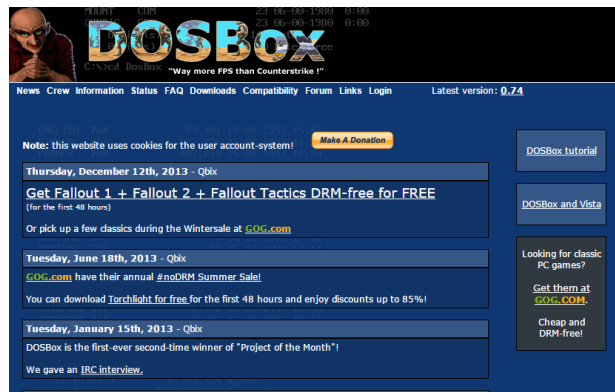 MOUNT COM 23 06-00-1980 0:00
23 06-00-1980 0:00
DOSBox
C:\>cd DosBox
"Way more FPS than Counterstrike !"
News Crew Information Status FAQ Downloads Compatibility Forum Links Login Latest version: 0.74
Note: this website uses cookies for the user account-system!
Make A Donation
Thursday, December 12th, 2013 - Qbix
Get Fallout 1 + Fallout 2 + Fallout Tactics DRM-free for FREE
(for the first 48 hours)
Or pick up a few classics during the Wintersale at GOG.com
Tuesday, June 18th, 2013 - Qbix
GOG.com have their annual #noDRM Summer Sale!
You can download Torchlight for free for the first 48 hours and enjoy discounts up to 85%!
Tuesday, January 15th, 2013 - Qbix
DOSBox is the first-ever second-time winner of "Project of the Month"!
We gave an IRC interview.
DOSBox tutorial
DOSBox and Vista
Looking for classic
PC games?
Get them at
GOG.COM.
Cheap and
DRM-free!